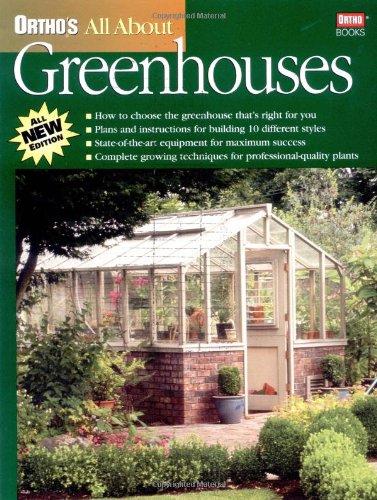 ORTHO'S All About
ORTHO
BOOKS
Greenhouses
ALL
NEW
EDITION
▪ How to choose the greenhouse that's right for you
▪ Plans and instructions for building 10 different styles
▪ State-of-the-art equipment for maximum success
▪ Complete growing techniques for professional-quality plants